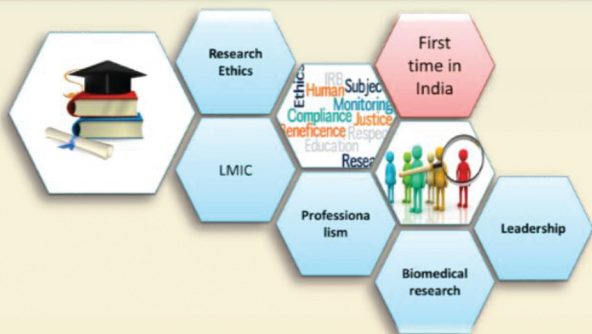 Research
Ethics
First
time in
India
IRB
Ethics
Human Subjec
Monitoring
Compliance Justice
Beneficence Respec
Education
Resea
LMIC
Professiona
lism
Leadership
Biomedical
research